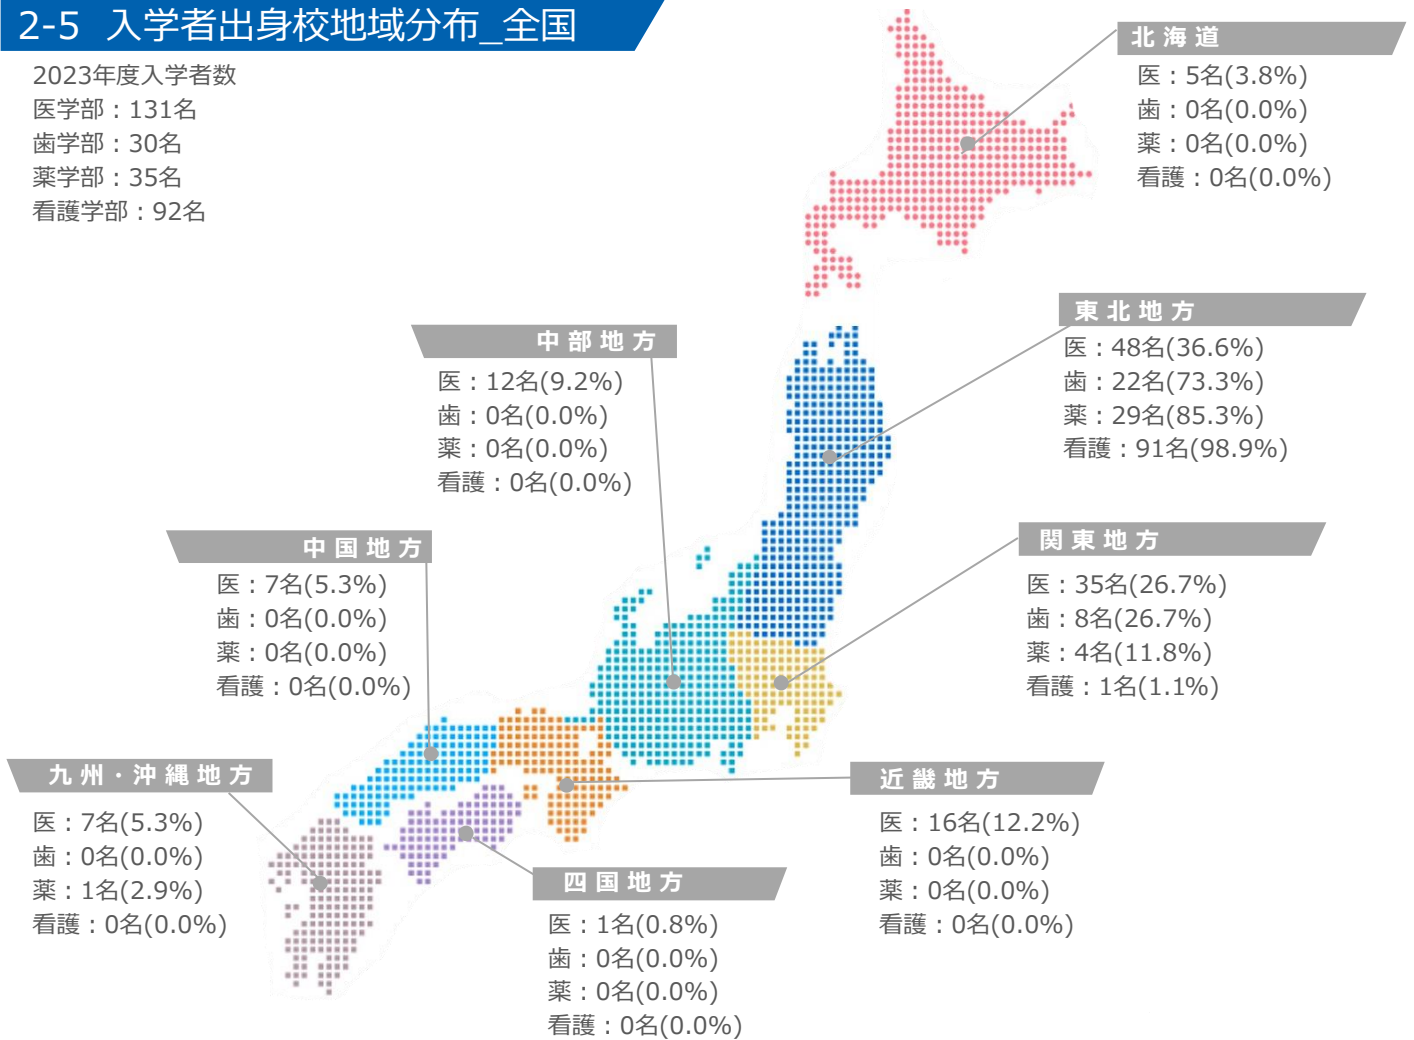 2-5 入学者出身校地域分布_全国
2023年度入学者数
医学部：131名
歯学部：30名
薬学部：35名
看護学部：92名
北海道
医：5名(3.8%)
歯：0名(0.0%)
薬：0名(0.0%)
看護：0名(0.0%)
東北地方
医：48名(36.6%)
歯：22名(73.3%)
薬：29名(85.3%)
看護：91名(98.9%)
中部地方
医：12名(9.2%)
歯：0名(0.0%)
薬：0名(0.0%)
看護：0名(0.0%)
関東地方
医：35名(26.7%)
歯：8名(26.7%)
薬：4名(11.8%)
看護：1名(1.1%)
中国地方
医：7名(5.3%)
歯：0名(0.0%)
薬：0名(0.0%)
看護：0名(0.0%)
九州・沖縄地方
医：7名(5.3%)
歯：0名(0.0%)
薬：1名(2.9%)
看護：0名(0.0%)
近畿地方
医：16名(12.2%)
歯：0名(0.0%)
薬：0名(0.0%)
看護：0名(0.0%)
四国地方
医：1名(0.8%)
歯：0名(0.0%)
薬：0名(0.0%)
看護：0名(0.0%)